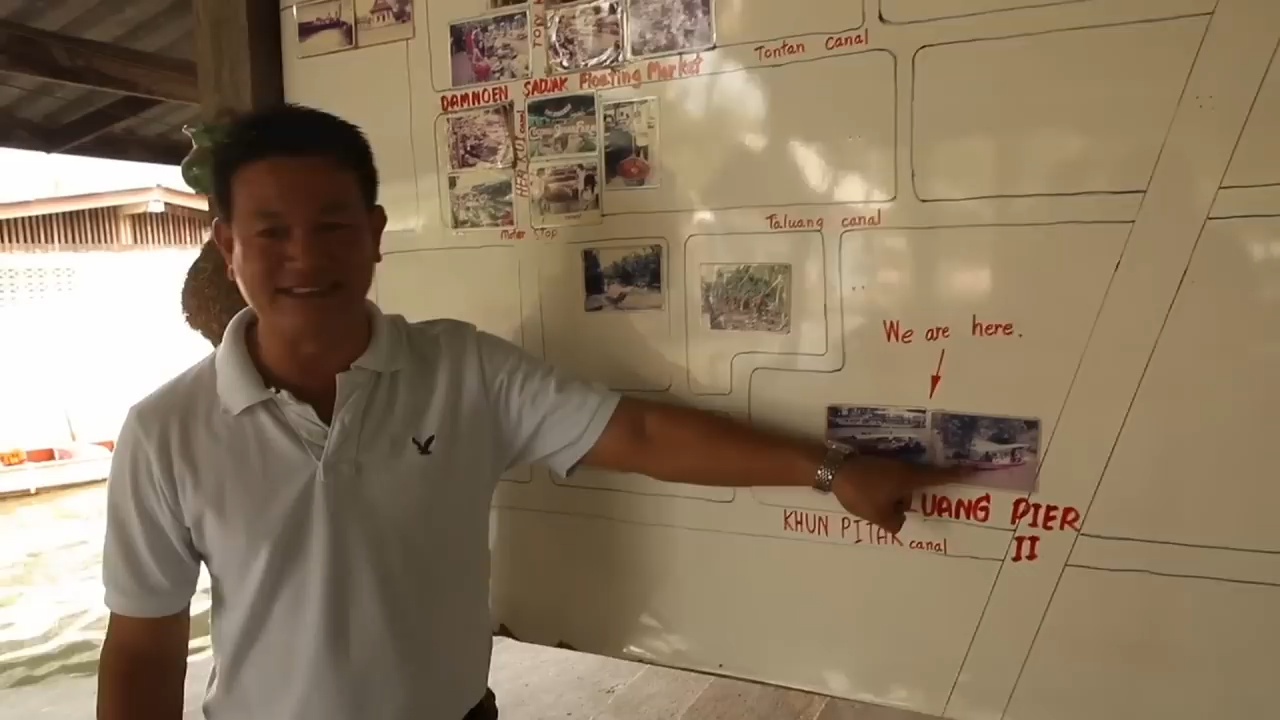 Tontan canal
DAMNOEN SADUAK Floating Market
Taluang canal
We are here.
LUANG PIER
II
KHUN PITAK canal